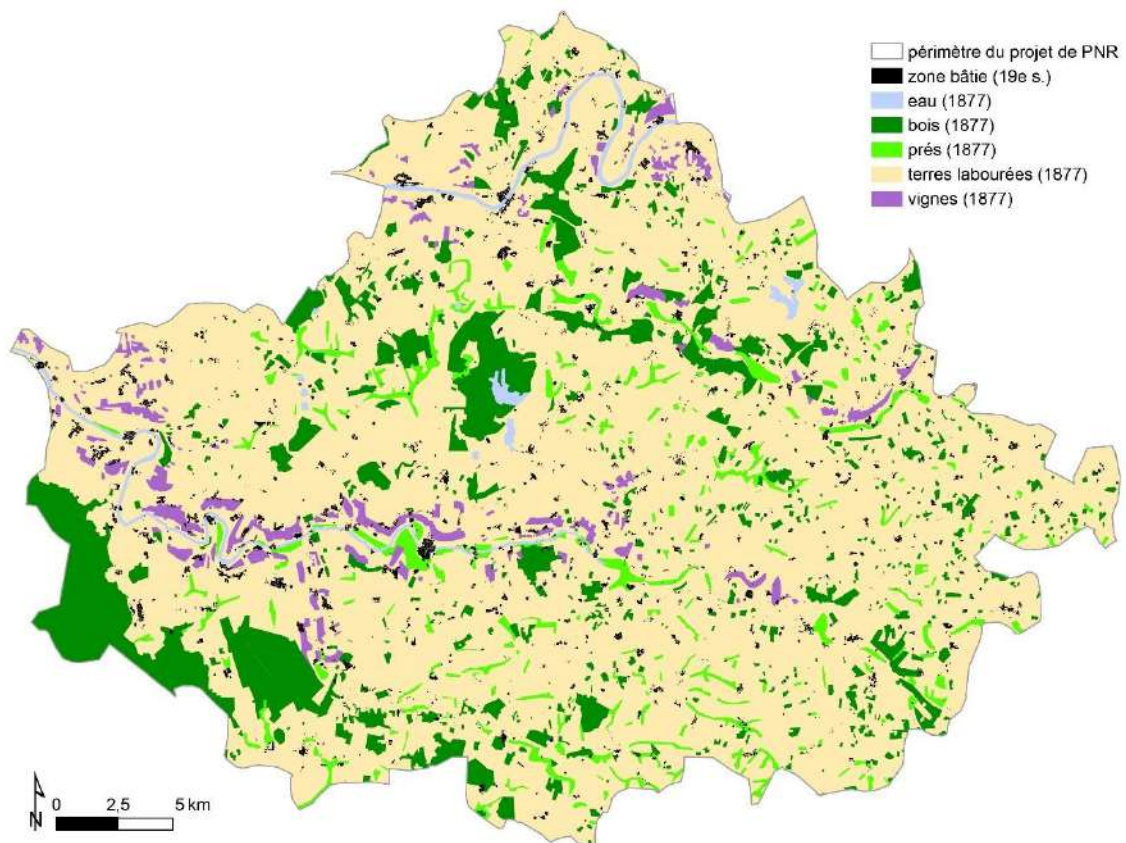 périmètre du projet de PNR
zone bâtie (19e s.)
eau (1877)
bois (1877)
prés (1877)
terres labourées (1877)
vignes (1877)
N
0 2,5 5 km